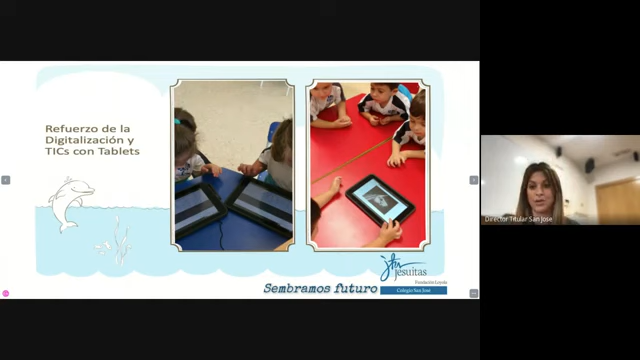 Refuerzo de la
Digitalización y
TICs con Tablets
Jesuitas
Fundación Loyola
Sembramos futuro
Colegio San José
Director Titular San Jose